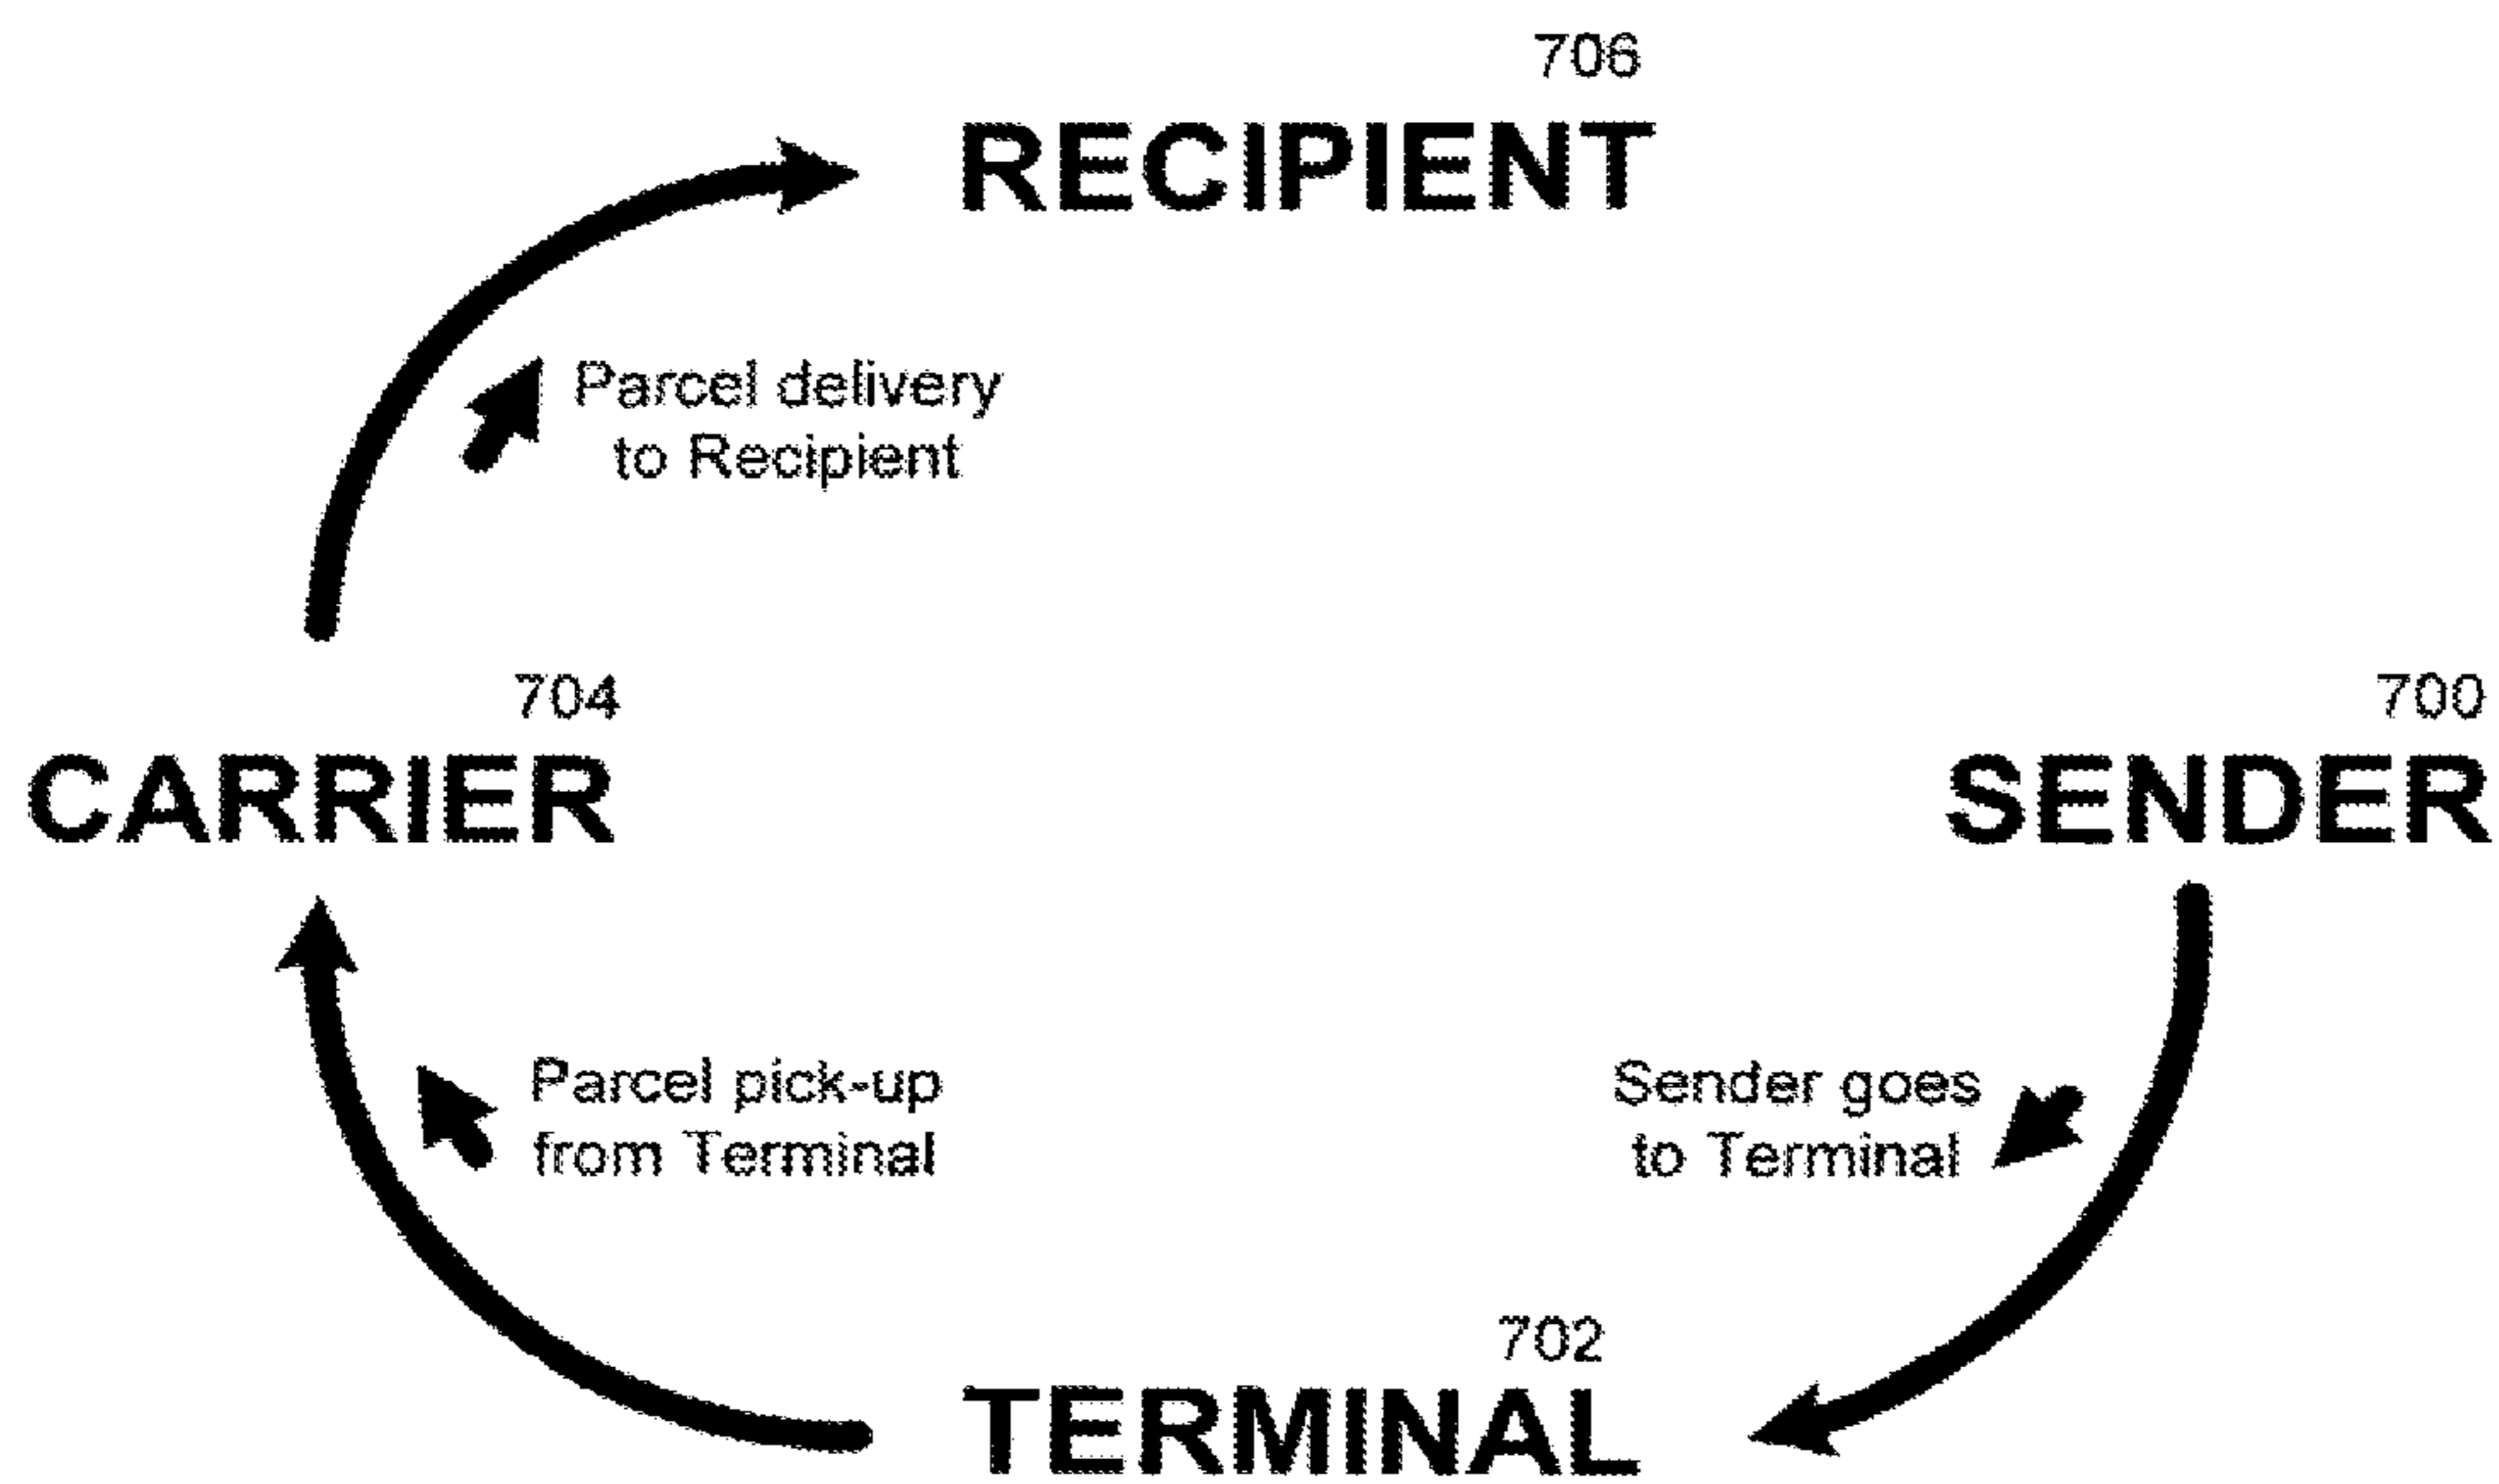 706
RECIPIENT
Parcel delivery
to Recipient
704
CARRIER
700
SENDER
Parcel pick-up
from Terminal
Sender goes
to Terminal
702
TERMINAL